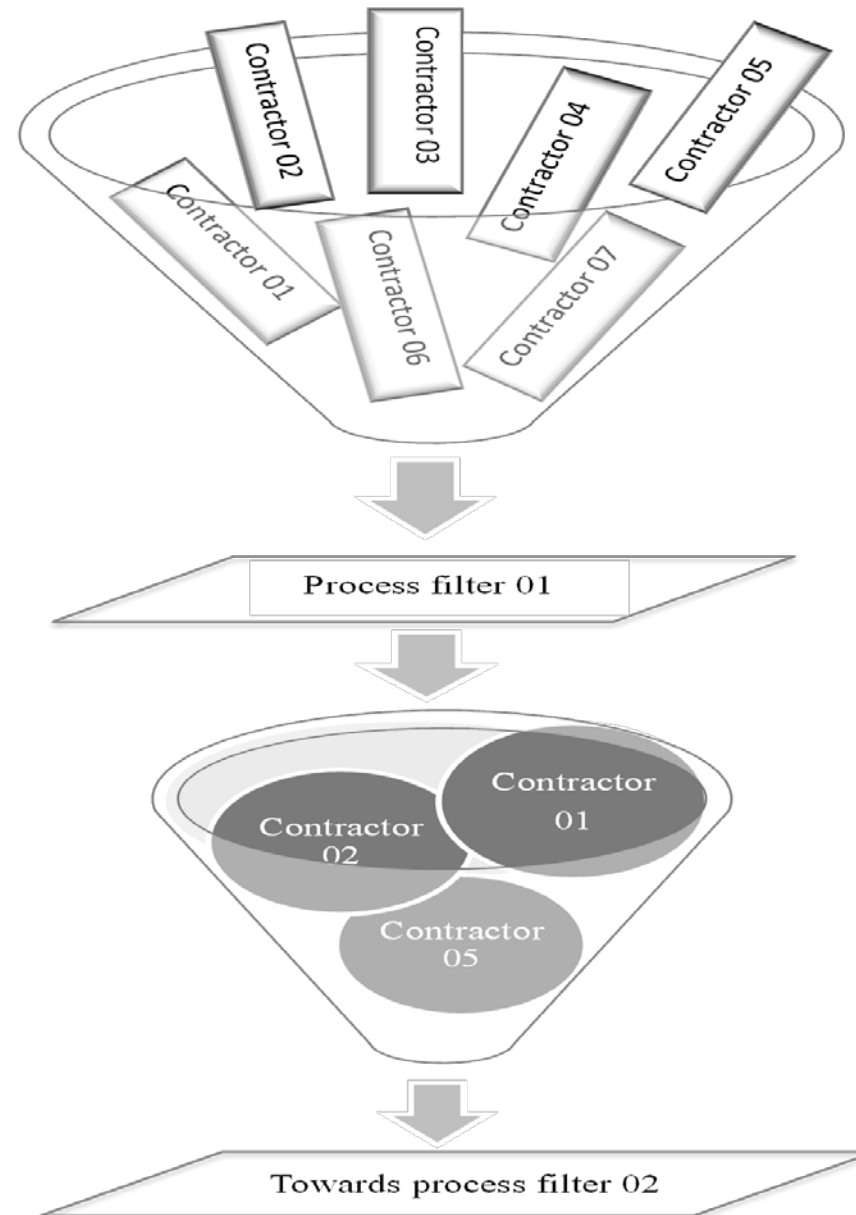 Contractor 01
Contractor 02
Contractor 03
Contractor 04
Contractor 05
Contractor 06
Contractor 07
Process filter 01
Contractor
01
Contractor
02
Contractor
05
Towards process filter 02